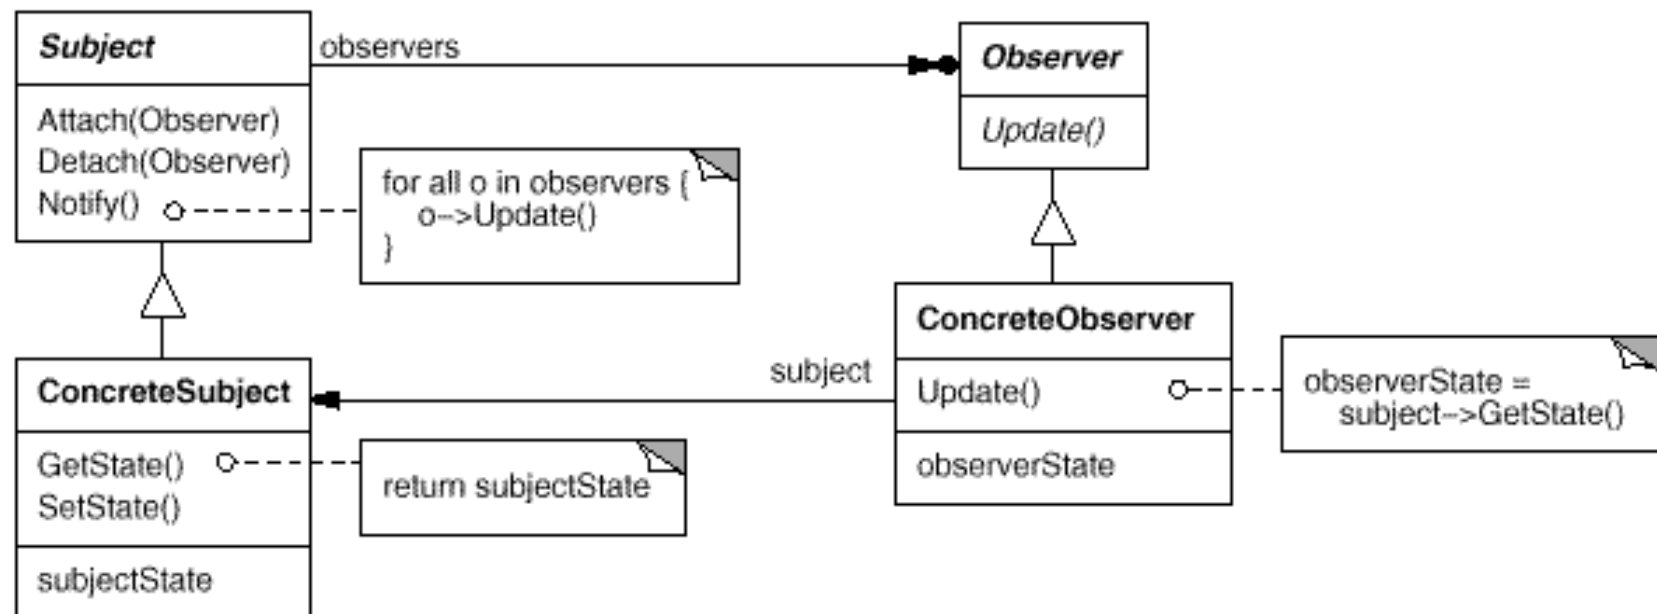 Subject
Attach(Observer)
Detach(Observer)
Notify()
observers
for all o in observers {
o->Update()
}
Observer
Update()
ConcreteSubject
GetState()
SetState()
subjectState
return subjectState
subject
ConcreteObserver
Update()
observerState
observerState =
subject->GetState()